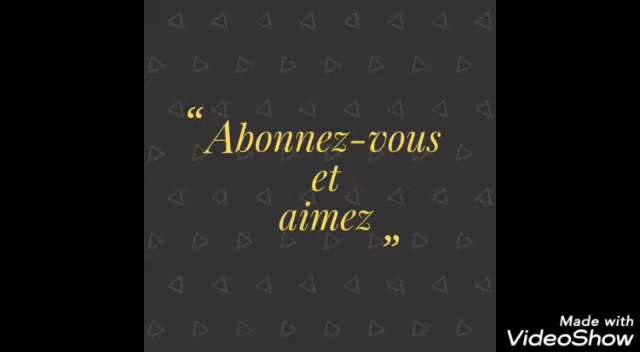 “ Abonnez-vous
et
aimez „
Made with
VideoShow